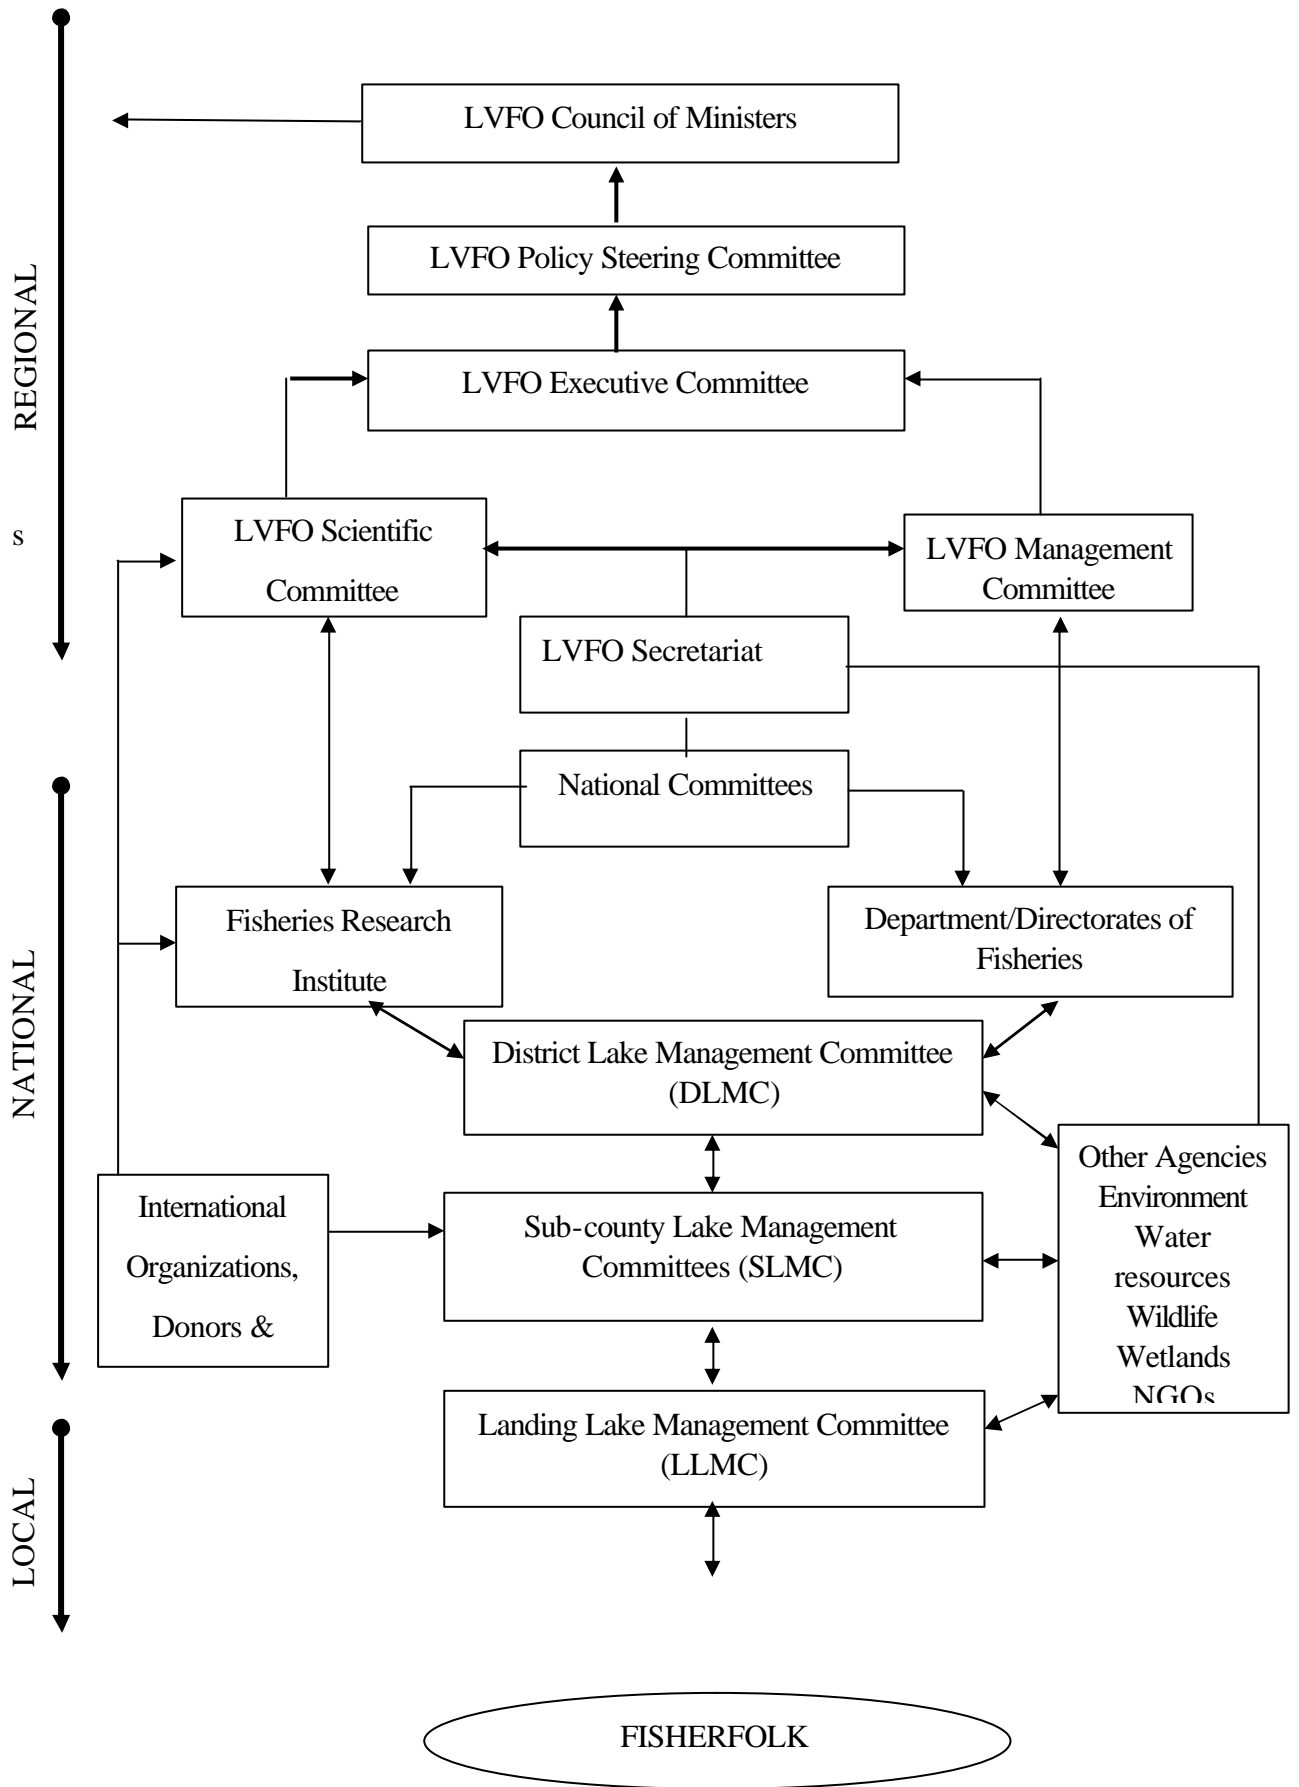 LVFO Council of Ministers
LVFO Policy Steering Committee
REGIONAL
LVFO Executive Committee
s
LVFO Scientific
Committee
LVFO Management
Committee
LVFO Secretariat
National Committees
NATIONAL
Fisheries Research
Institute
Department/Directorates of
Fisheries
District Lake Management Committee
(DLMC)
International
Organizations,
Donors &
Sub-county Lake Management
Committees (SLMC)
Other Agencies
Environment
Water
resources
Wildlife
Wetlands
NGOs
LOCAL
Landing Lake Management Committee
(LLMC)
FISHERFOLK